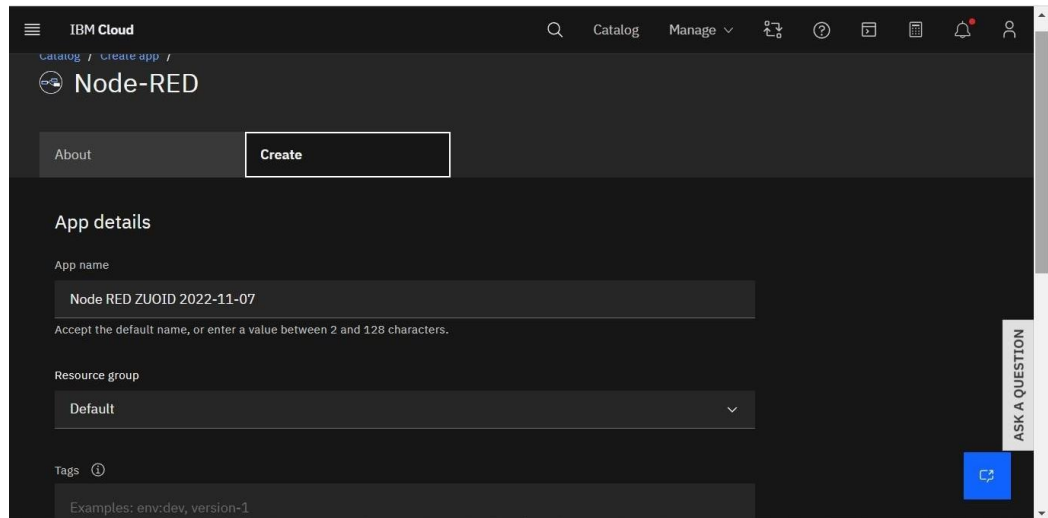 IBM Cloud
Catalog
Manage
Catalog / Create app /
Node-RED
About
Create
App details
App name
Node RED ZUOID 2022-11-07
Accept the default name, or enter a value between 2 and 128 characters.
Resource group
Default
Tags
Examples: env:dev, version-1
ASK A QUESTION